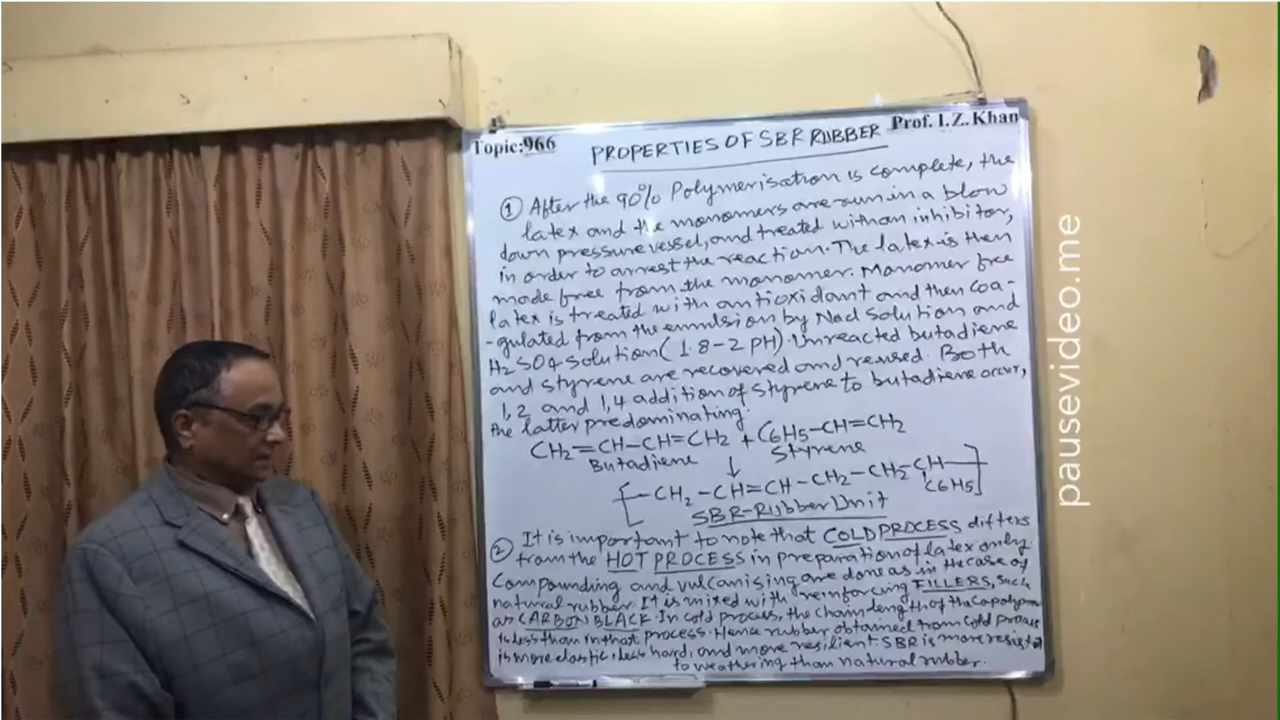 Topic:966
PROPERTIES OF SBR RUBBER
Prof. I.Z. Khan
① After the 90% Polymerisation is complete, the
latex and the monomers are run in a blow
down pressure vessel, and treated with an inhibitor,
in order to arrest the reaction. The latex is then
made free from the monomer. Monomer free
latex is treated with antioxidant and then coa-
-gulated from the emulsion by NaCl solution and
H2SO4 solution (1.8-2 PH). Unreacted butadiene
and styrene are recovered and reused. Both
1,2 and 1,4 addition of styrene to butadiene occur,
the latter predominating.
CH2=CH-CH=CH2 + C6H5-CH=CH2
Butadiene Styrene
↓
[-CH2-CH=CH-CH2-CH2-CH-]
C6H5
SBR-Rubber Unit
② It is important to note that COLD PROCESS differs
from the HOT PROCESS in preparation of latex only.
Compounding and vulcanising are done as in the case of
natural rubber. It is mixed with reinforcing FILLERS, such
as CARBON BLACK. In cold process, the chain length of the copolymer
is less than in hot process. Hence rubber obtained from cold process
is more elastic, less hard, and more resilient. SBR is more resistant
to weathering than natural rubber.
pausevideo.me